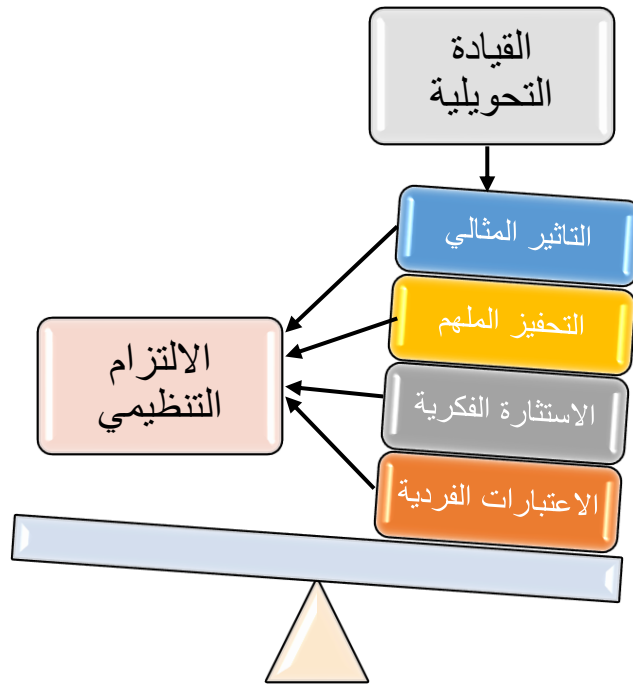 القيادة
التحويلية
التاثير المثالي
التحفيز الملهم
الاستثارة الفكرية
الاعتبارات الفردية
الالتزام
التنظيمي